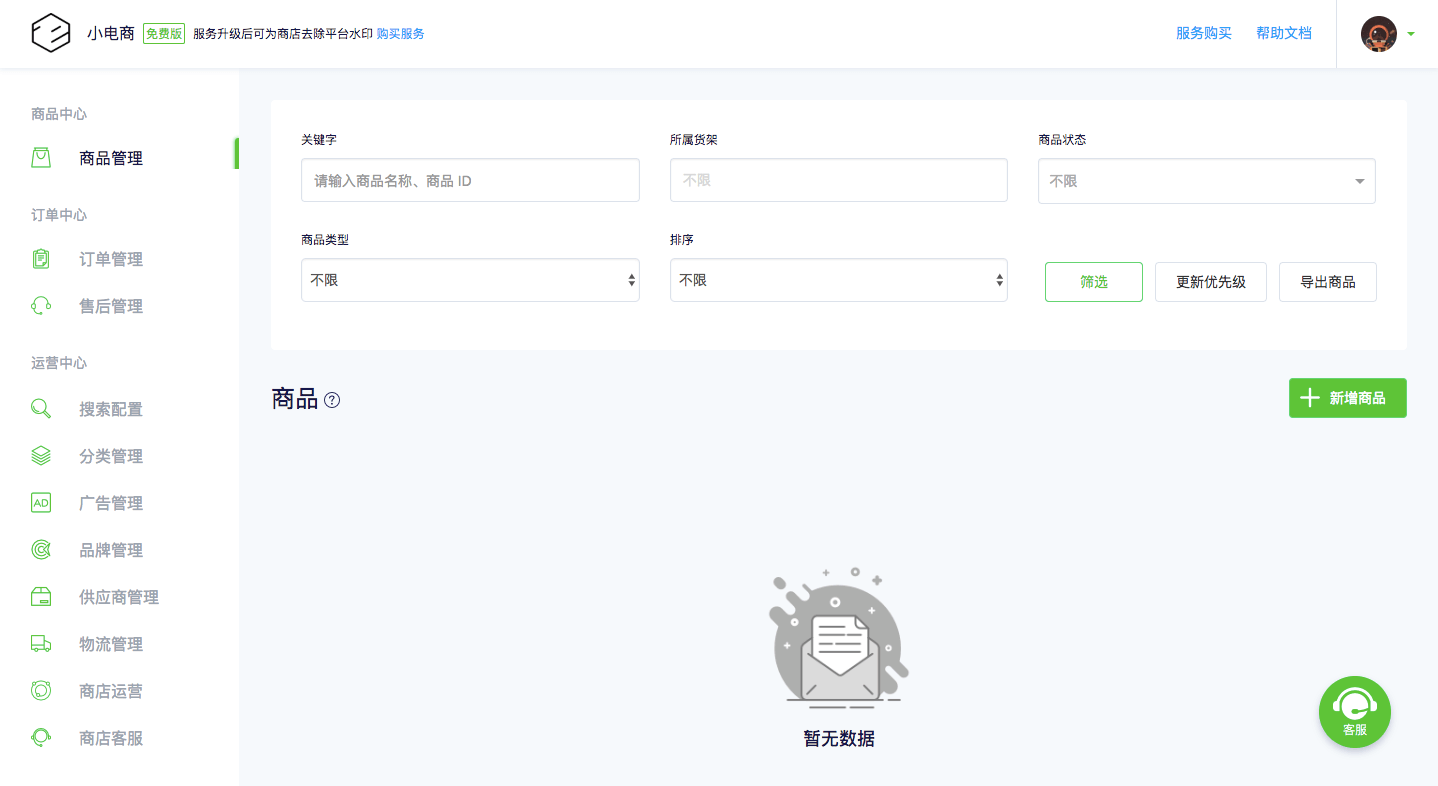 小电商 免费版 服务升级后可为商店去除平台水印 购买服务
服务购买 帮助文档
商品中心
商品管理
订单中心
订单管理
售后管理
运营中心
搜索配置
分类管理
AD 广告管理
品牌管理
供应商管理
物流管理
商店运营
商店客服
关键字 所属货架 商品状态
请输入商品名称、商品 ID 不限 不限
商品类型 排序
不限 不限 筛选 更新优先级 导出商品
商品 ? 新增商品
暂无数据
客服